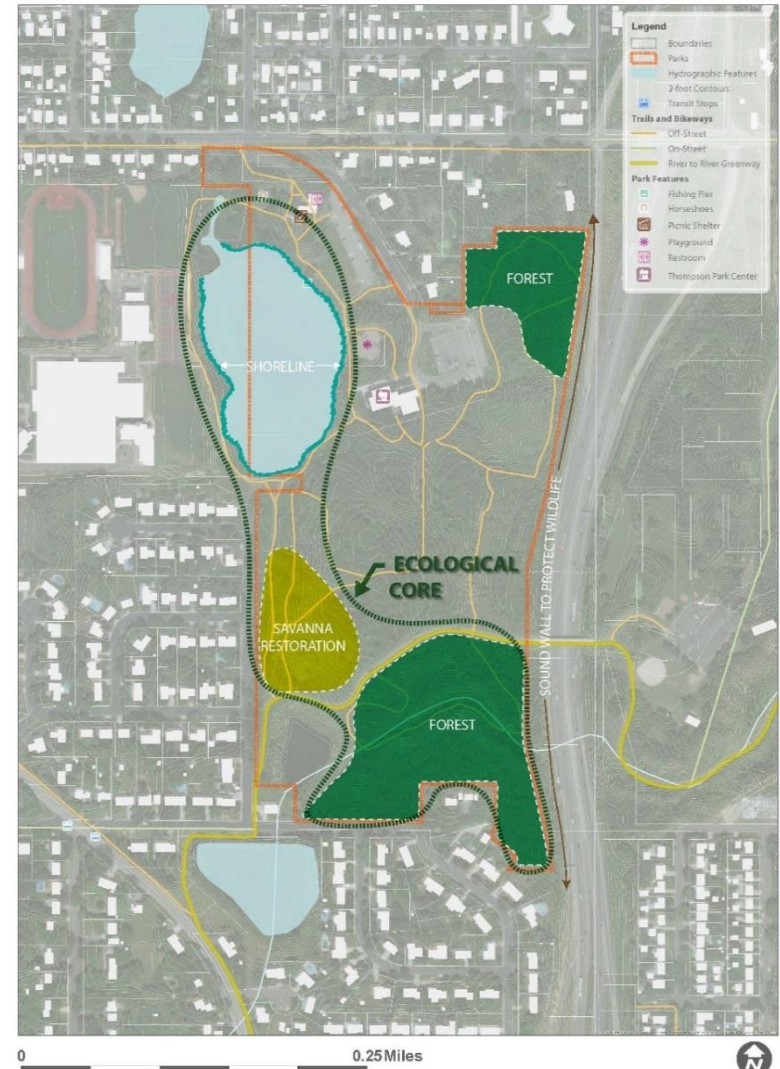 Legend
Boundaries
Parks
Hydrographic Features
2-foot Contours
Transit Stops
Trails and Bikeways
Off-Street
On-Street
River to River Greenway
Park Features
Fishing Pier
Horseshoes
Picnic Shelter
Playground
Restroom
Thompson Park Center
FOREST
SHORELINE
SOUND WALL TO PROTECT WILDLIFE
ECOLOGICAL
CORE
SAVANNA
RESTORATION
FOREST
0
0.25 Miles
N